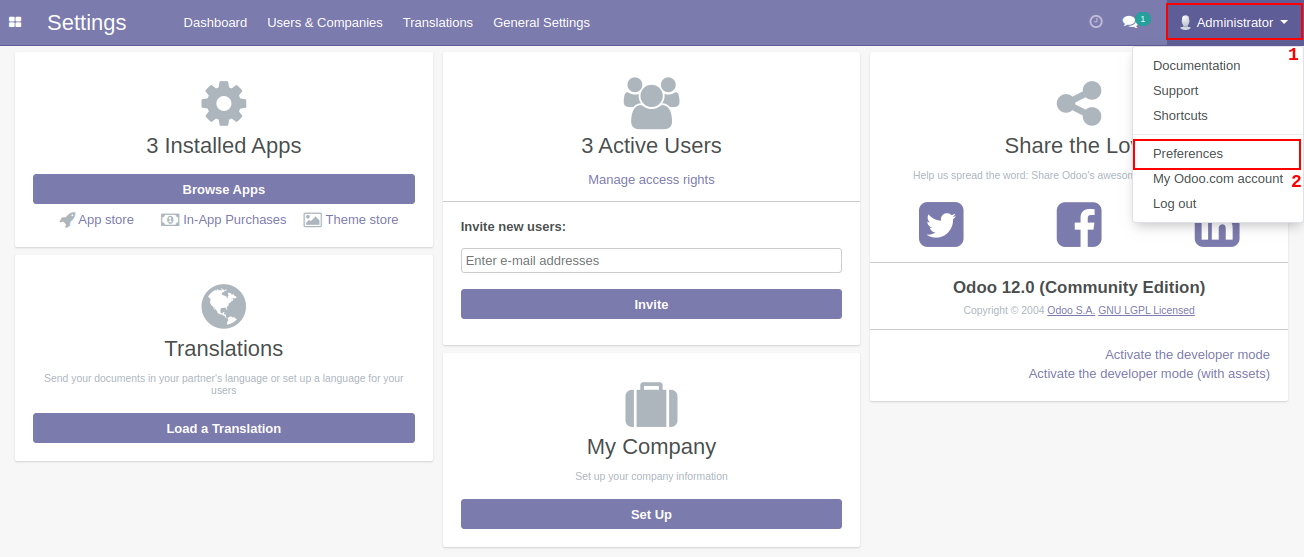 Settings
Dashboard
Users & Companies
Translations
General Settings
1
Administrator
1
Documentation
Support
Shortcuts
Preferences
My Odoo.com account
2
Log out
3 Installed Apps
Browse Apps
App store
In-App Purchases
Theme store
Translations
Send your documents in your partner's language or set up a language for your
users
Load a Translation
3 Active Users
Manage access rights
Invite new users:
Enter e-mail addresses
Invite
My Company
Set up your company information
Set Up
Share the Lo
Help us spread the word: Share Odoo's awesom
Odoo 12.0 (Community Edition)
Copyright © 2004 Odoo S.A. GNU LGPL Licensed
Activate the developer mode
Activate the developer mode (with assets)